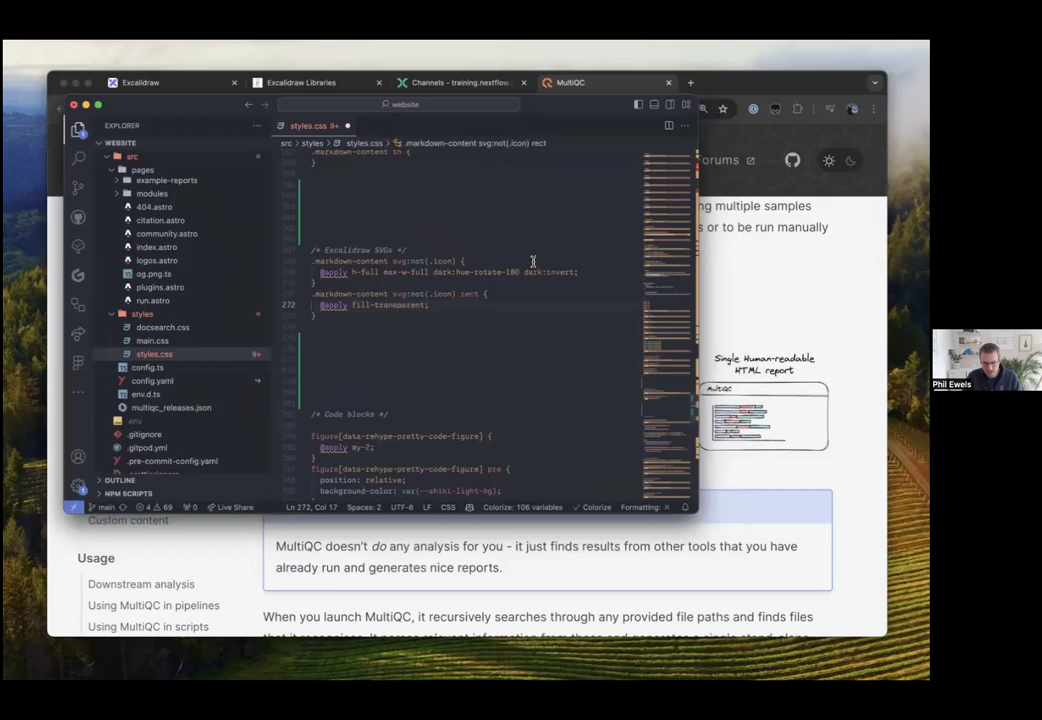 Excalidraw
Excalidraw Libraries
Channels – training.nextflow.
MultiQC
website
EXPLORER
styles.css 9+
WEBSITE
src > styles > styles.css > .markdown-content svg:not(.icon) rect
src
pages
example-reports
modules
404.astro
citation.astro
community.astro
index.astro
logos.astro
og.png.ts
plugins.astro
run.astro
styles
docsearch.css
main.css
styles.css 9+
config.ts
config.yaml
env.d.ts
multiqc_releases.json
.env
.gitignore
.gitpod.yml
.pre-commit-config.yaml
OUTLINE
NPM SCRIPTS
.markdown-content th {
}
/* Excalidraw SVGs */
.markdown-content svg:not(.icon) {
@apply h-full max-w-full dark:hue-rotate-180 dark:invert;
}
.markdown-content svg:not(.icon) rect {
272 @apply fill-transparent;
}
/* Code blocks */
figure[data-rehype-pretty-code-figure] {
@apply my-2;
}
figure[data-rehype-pretty-code-figure] pre {
position: relative;
background-color: var(--shiki-light-bg);
main 4 69 0 Live Share Ln 272, Col 17 Spaces: 2 UTF-8 LF CSS Colorize: 106 variables Colorize Formatting:
Forums
ng multiple samples
s or to be run manually
Single Human-readable
HTML report
MultiQC
Phil Ewels
Custom content
Usage
Downstream analysis
Using MultiQC in pipelines
Using MultiQC in scripts
MultiQC doesn't do any analysis for you - it just finds results from other tools that you have
already run and generates nice reports.
When you launch MultiQC, it recursively searches through any provided file paths and finds files